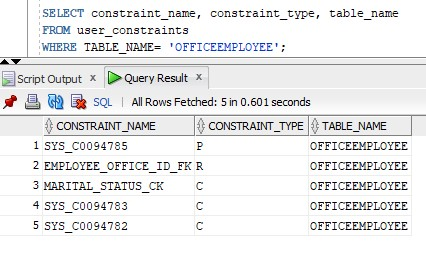 SELECT constraint_name, constraint_type, table_name
FROM user_constraints
WHERE TABLE_NAME= 'OFFICEEMPLOYEE';
Script Output x Query Result x
SQL | All Rows Fetched: 5 in 0.601 seconds
CONSTRAINT_NAME CONSTRAINT_TYPE TABLE_NAME
1 SYS_C0094785 P OFFICEEMPLOYEE
2 EMPLOYEE_OFFICE_ID_FK R OFFICEEMPLOYEE
3 MARITAL_STATUS_CK C OFFICEEMPLOYEE
4 SYS_C0094783 C OFFICEEMPLOYEE
5 SYS_C0094782 C OFFICEEMPLOYEE